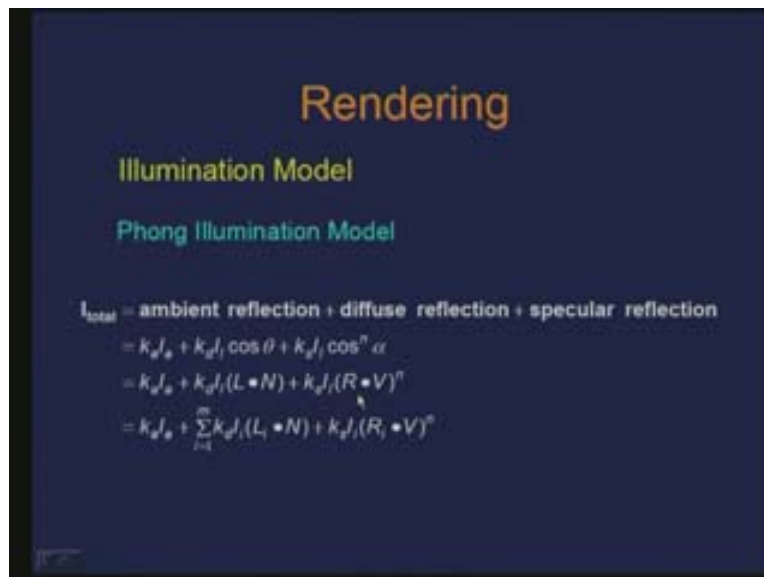 Rendering
Illumination Model
Phong Illumination Model
I_total = ambient reflection + diffuse reflection + specular reflection
= k_a I_a + k_d I_l cos θ + k_s I_l cos^n α
= k_a I_a + k_d I_l (L • N) + k_s I_l (R • V)^n
= k_a I_a + Σ_{i=1}^{m} k_d I_i (L_i • N) + k_s I_i (R_i • V)^n